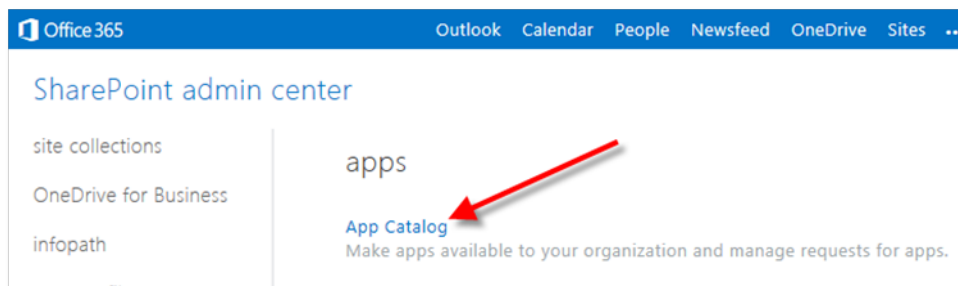 Office 365 Outlook Calendar People Newsfeed OneDrive Sites ...
SharePoint admin center
site collections
apps
OneDrive for Business
App Catalog
infopath
Make apps available to your organization and manage requests for apps.